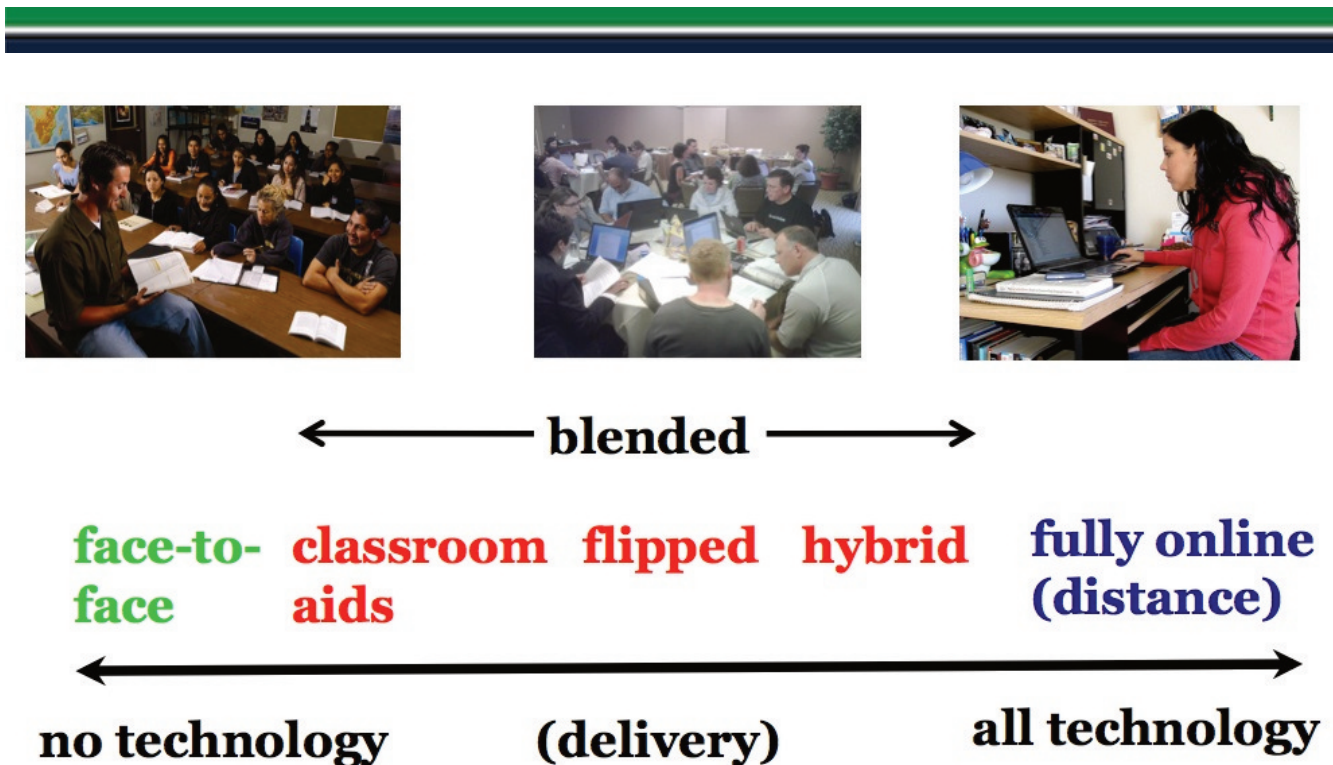 blended
face-to-
face
classroom
aids
flipped
hybrid
fully online
(distance)
no technology
(delivery)
all technology